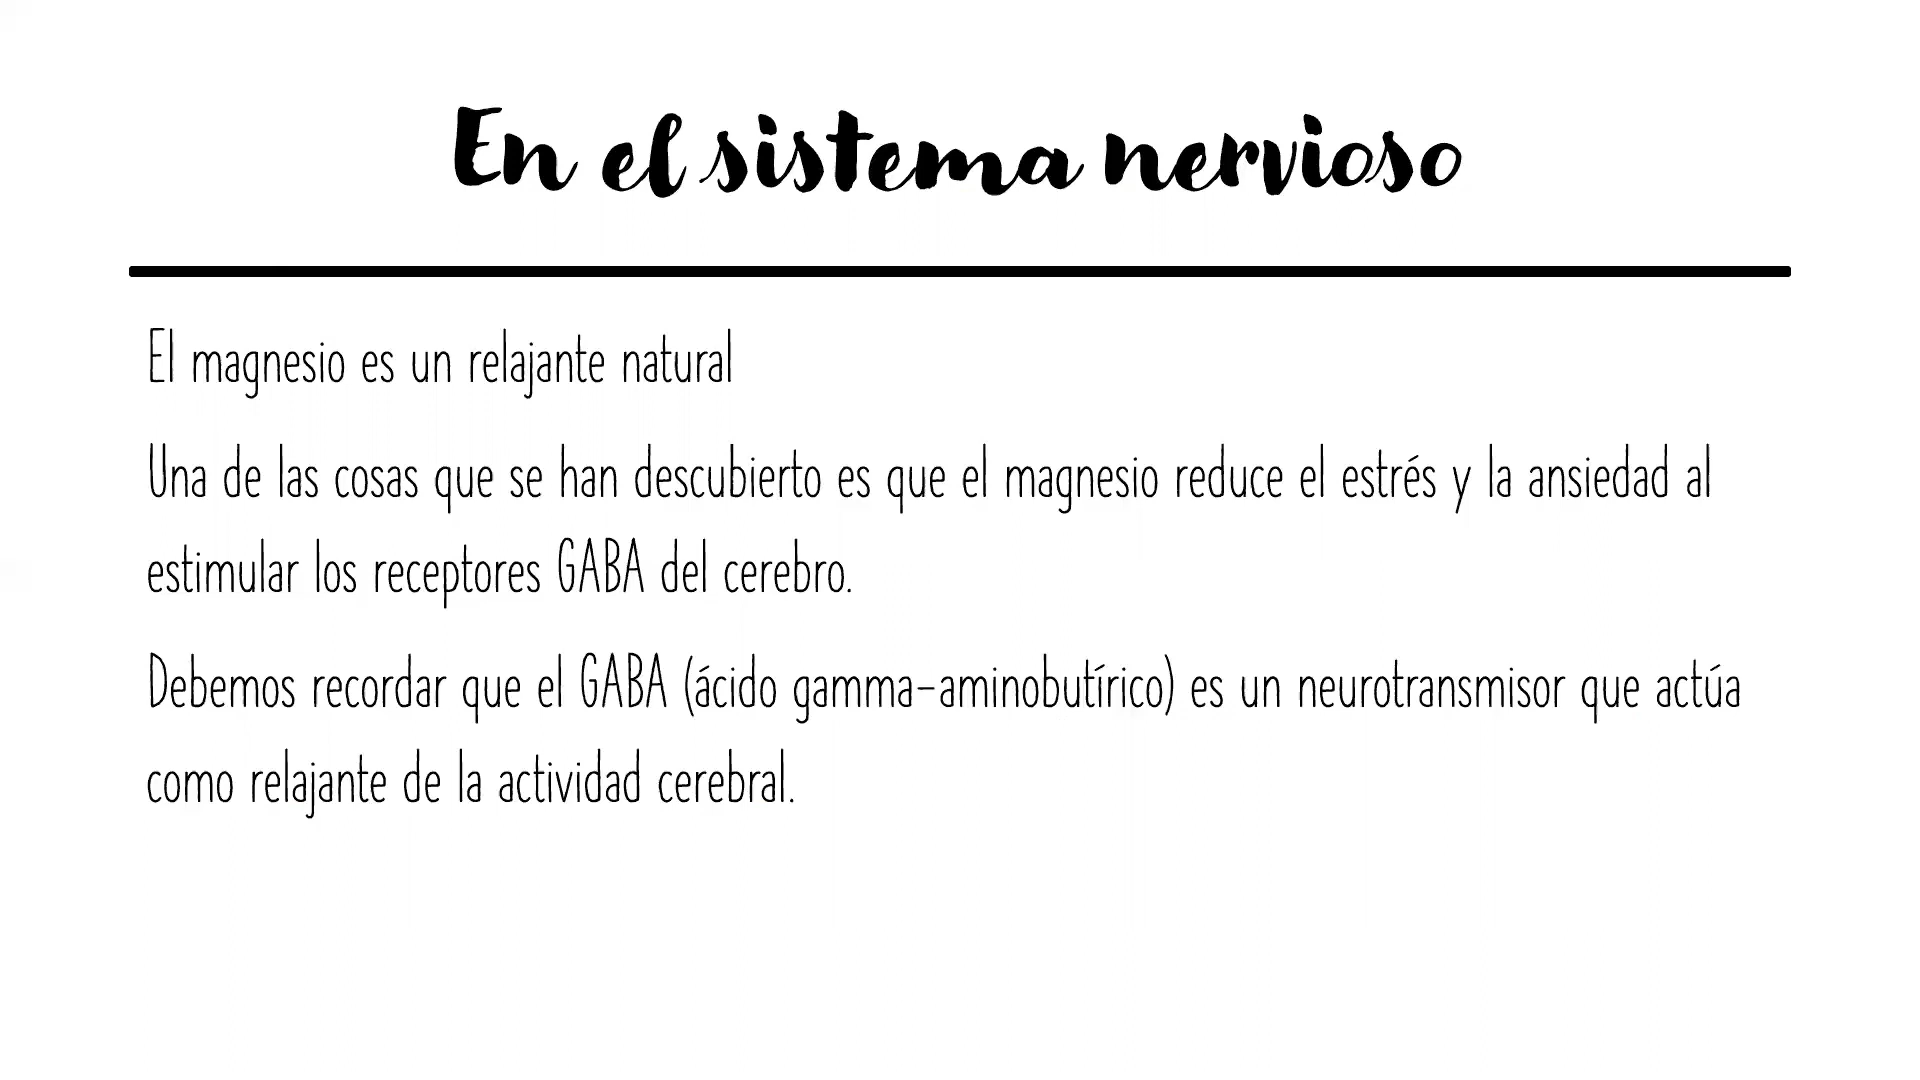 En el sistema nervioso
El magnesio es un relajante natural
Una de las cosas que se han descubierto es que el magnesio reduce el estrés y la ansiedad al
estimular los receptores GABA del cerebro.
Debemos recordar que el GABA (ácido gamma-aminobutírico) es un neurotransmisor que actúa
como relajante de la actividad cerebral.